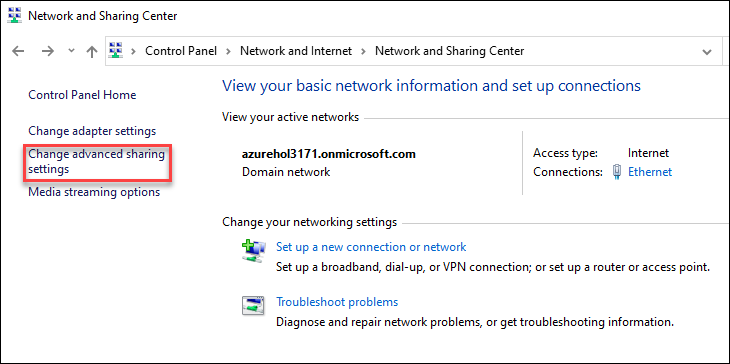 Network and Sharing Center
Control Panel > Network and Internet > Network and Sharing Center
Control Panel Home
Change adapter settings
Change advanced sharing
settings
Media streaming options
View your basic network information and set up connections
View your active networks
azurehol3171.onmicrosoft.com
Domain network
Access type: Internet
Connections: Ethernet
Change your networking settings
Set up a new connection or network
Set up a broadband, dial-up, or VPN connection; or set up a router or access point.
Troubleshoot problems
Diagnose and repair network problems, or get troubleshooting information.